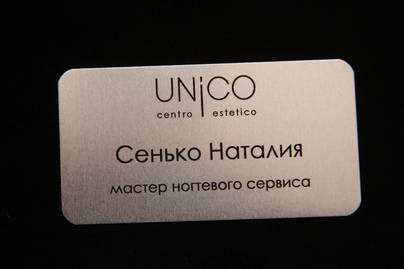 UNiCO
centro estetico
Сенько Наталия
мастер ногтевого сервиса